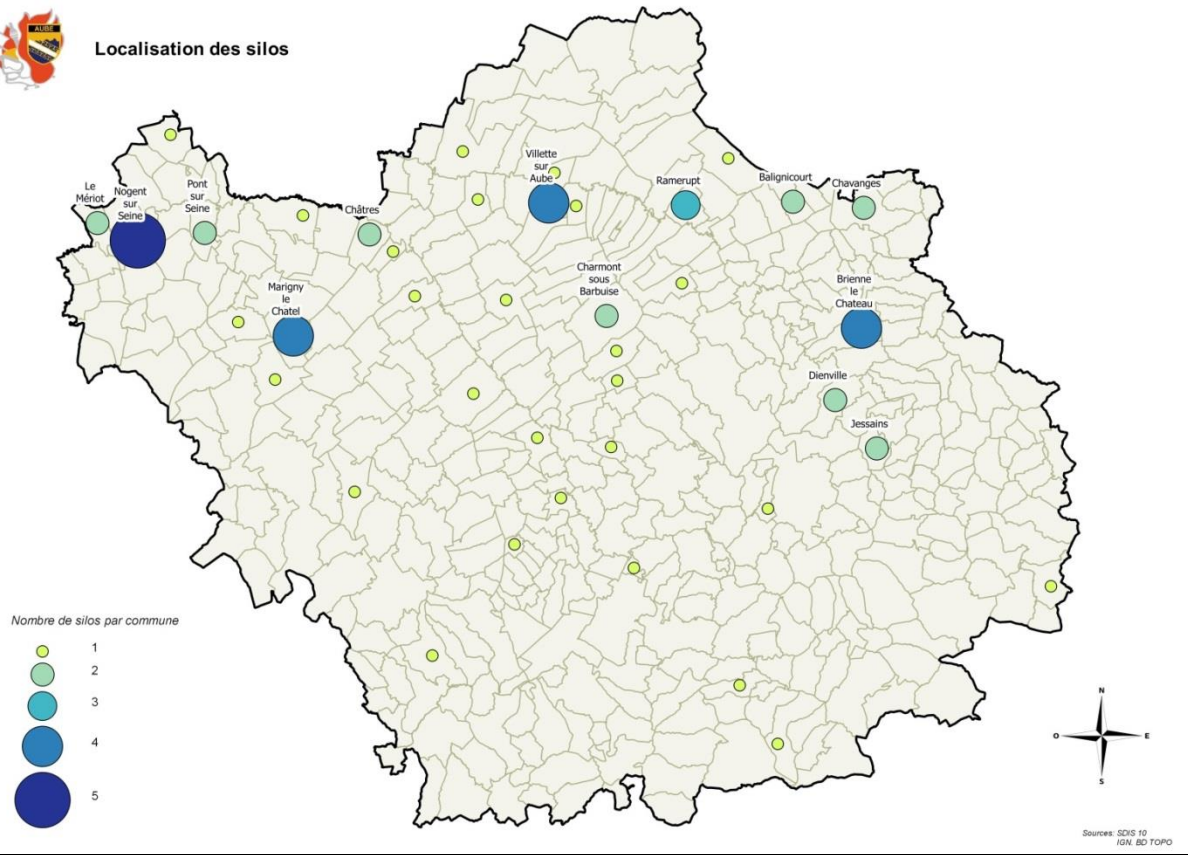 AUBE
Localisation des silos
Villette
sur
Aube
Ramerupt
Balignicourt
Chavanges
Le
Mériot
Nogent
sur
Seine
Pont
sur
Seine
Châtres
Marigny
le
Chatel
Charmont
sous
Barbuise
Brienne
le
Chateau
Dienville
Jessains
Nombre de silos par commune
1
2
3
4
5
N
O
E
S
Sources: SDIS 10
IGN. BD TOPO